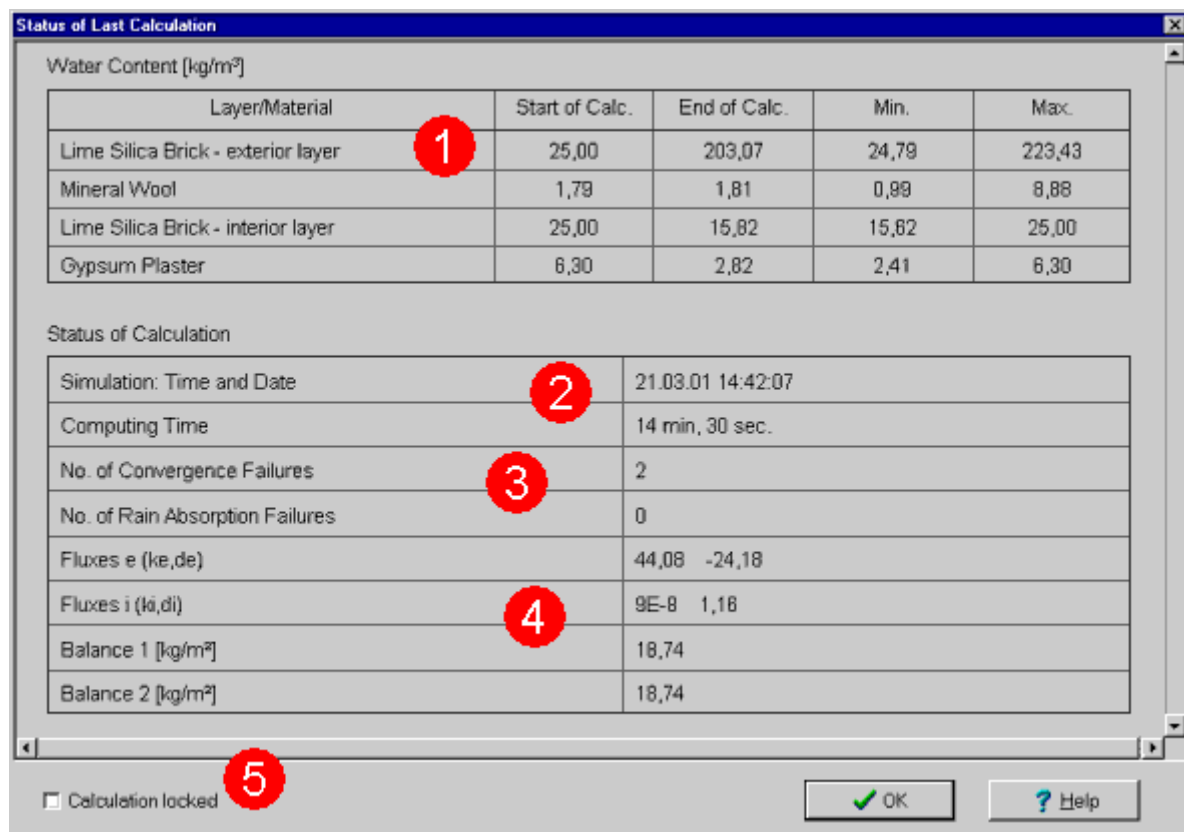 Status of Last Calculation
Water Content [kg/m³]
Layer/Material Start of Calc. End of Calc. Min. Max.
1
Lime Silica Brick - exterior layer 25,00 203,07 24,79 223,43
Mineral Wool 1,79 1,81 0,99 8,88
Lime Silica Brick - interior layer 25,00 15,82 15,62 25,00
Gypsum Plaster 6,30 2,82 2,41 6,30
Status of Calculation
Simulation: Time and Date 2 21.03.01 14:42:07
Computing Time 14 min, 30 sec.
No. of Convergence Failures 3 2
No. of Rain Absorption Failures 0
Fluxes e (ke,de) 44,08 -24,18
Fluxes i (ki,di) 4 9E-8 1,16
Balance 1 [kg/m²] 18,74
Balance 2 [kg/m²] 18,74
5
Calculation locked OK ? Help